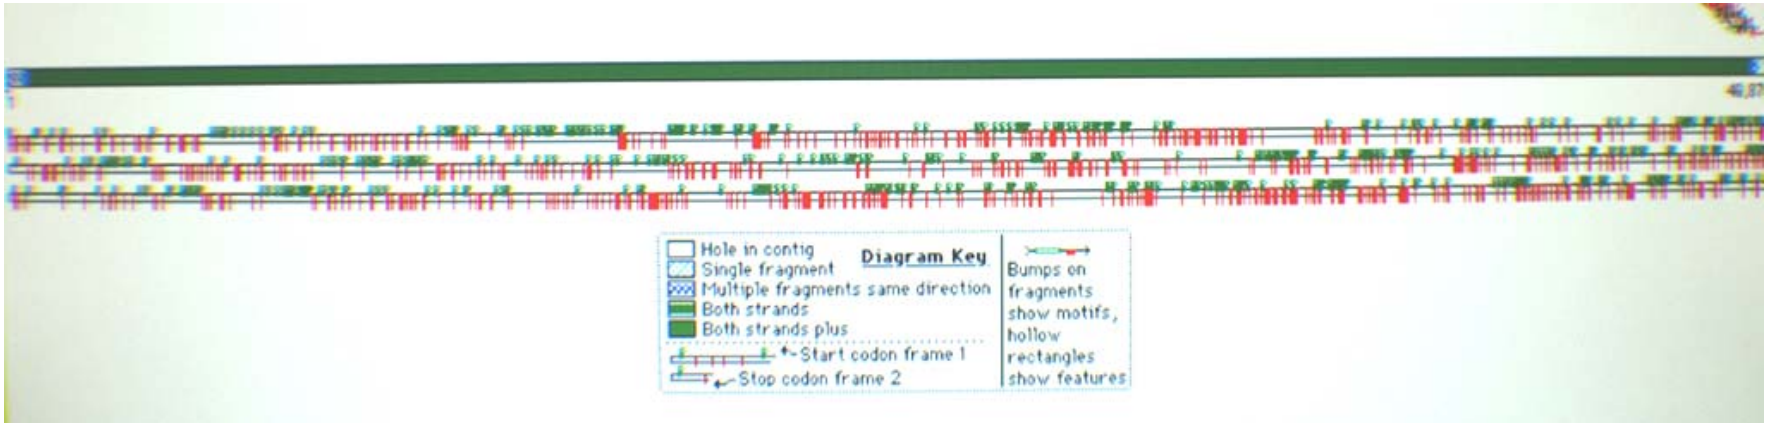 Diagram Key
Hole in contig
Single fragment
Multiple fragments same direction
Both strands
Both strands plus
Start codon frame 1
Stop codon frame 2
Bumps on
fragments
show motifs,
hollow
rectangles
show features